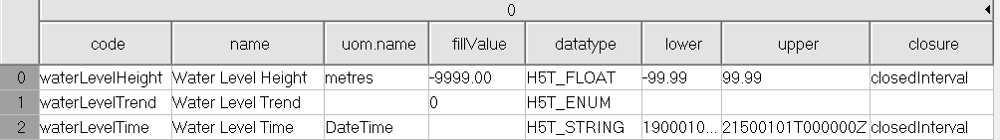 0
code name uom.name fillValue datatype lower upper closure
0 waterLevelHeight Water Level Height metres -9999.00 H5T_FLOAT -99.99 99.99 closedInterval
1 waterLevelTrend Water Level Trend 0 H5T_ENUM
2 waterLevelTime Water Level Time DateTime H5T_STRING 1900010... 21500101T000000Z closedInterval